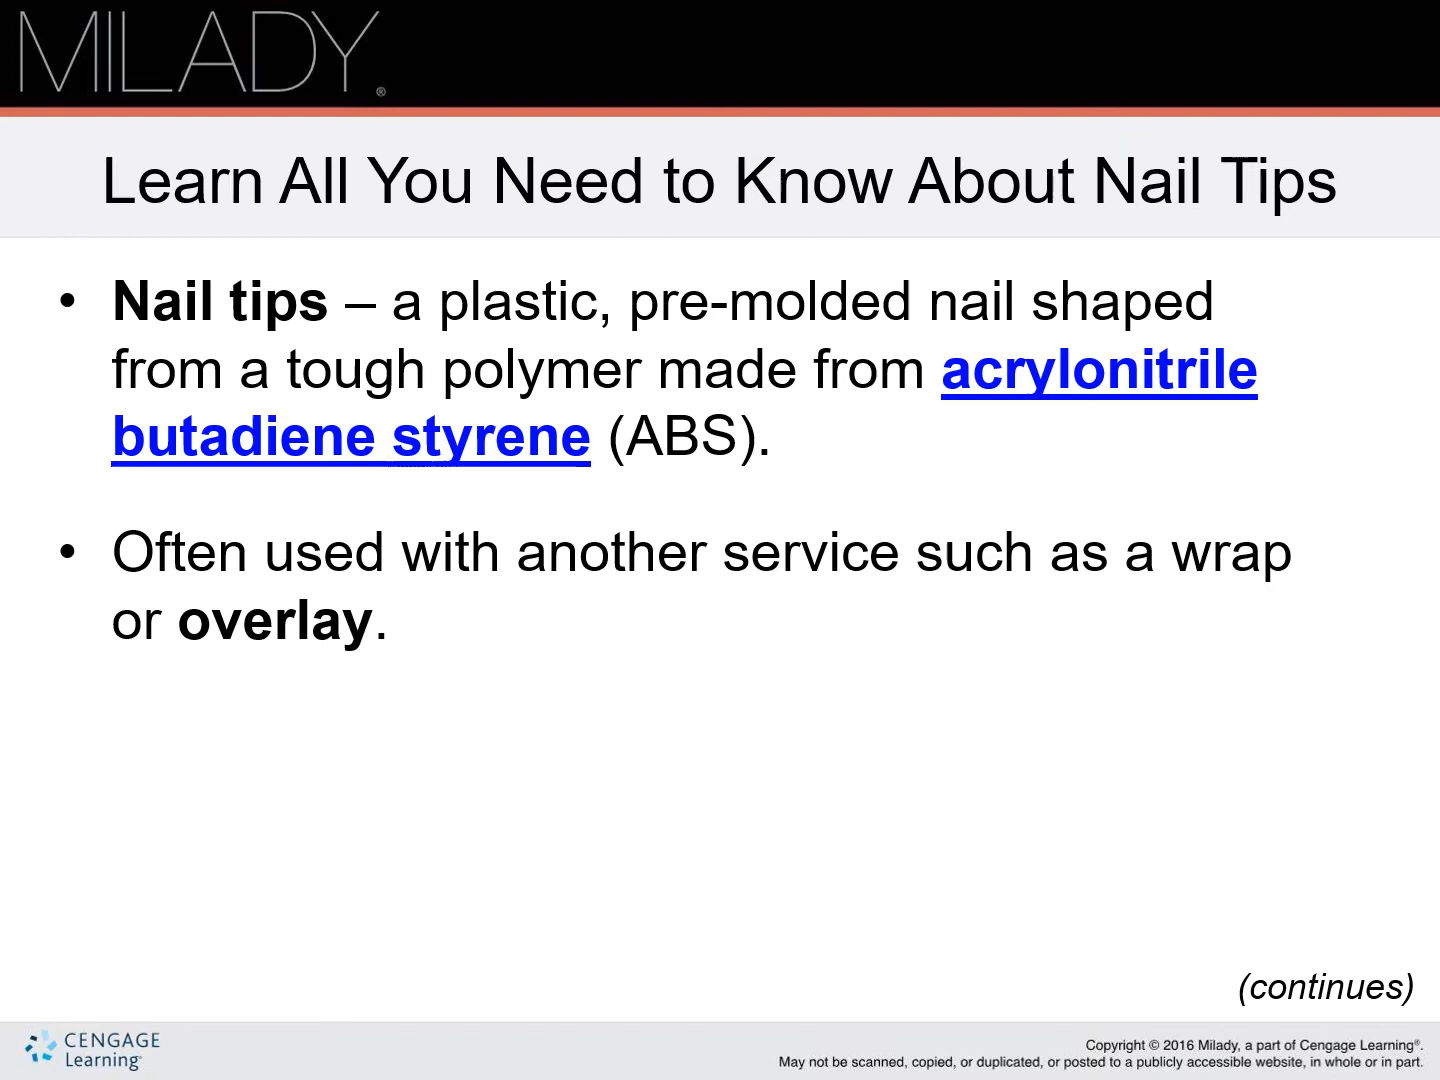 MILADY®
Learn All You Need to Know About Nail Tips
• Nail tips – a plastic, pre-molded nail shaped
from a tough polymer made from acrylonitrile
butadiene styrene (ABS).
• Often used with another service such as a wrap
or overlay.
(continues)
CENGAGE
Learning®
Copyright © 2016 Milady, a part of Cengage Learning®.
May not be scanned, copied, or duplicated, or posted to a publicly accessible website, in whole or in part.